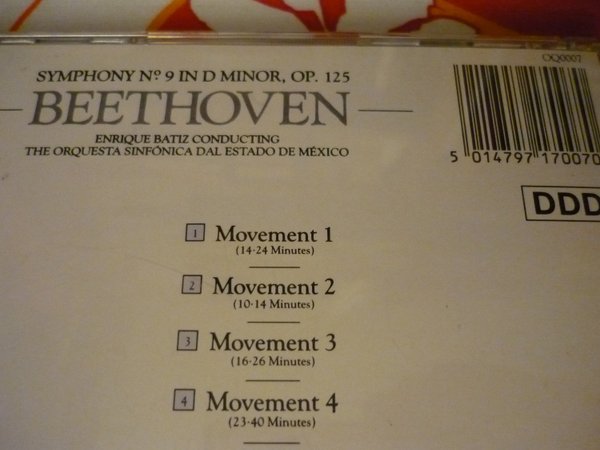 SYMPHONY Nº 9 IN D MINOR, OP. 125
BEETHOVEN
ENRIQUE BATIZ CONDUCTING
THE ORQUESTA SINFÓNICA DAL ESTADO DE MÉXICO
OQ0007
5 014797 170070
DDD
1 Movement 1
(14-24 Minutes)
2 Movement 2
(10-14 Minutes)
3 Movement 3
(16-26 Minutes)
4 Movement 4
(23-40 Minutes)